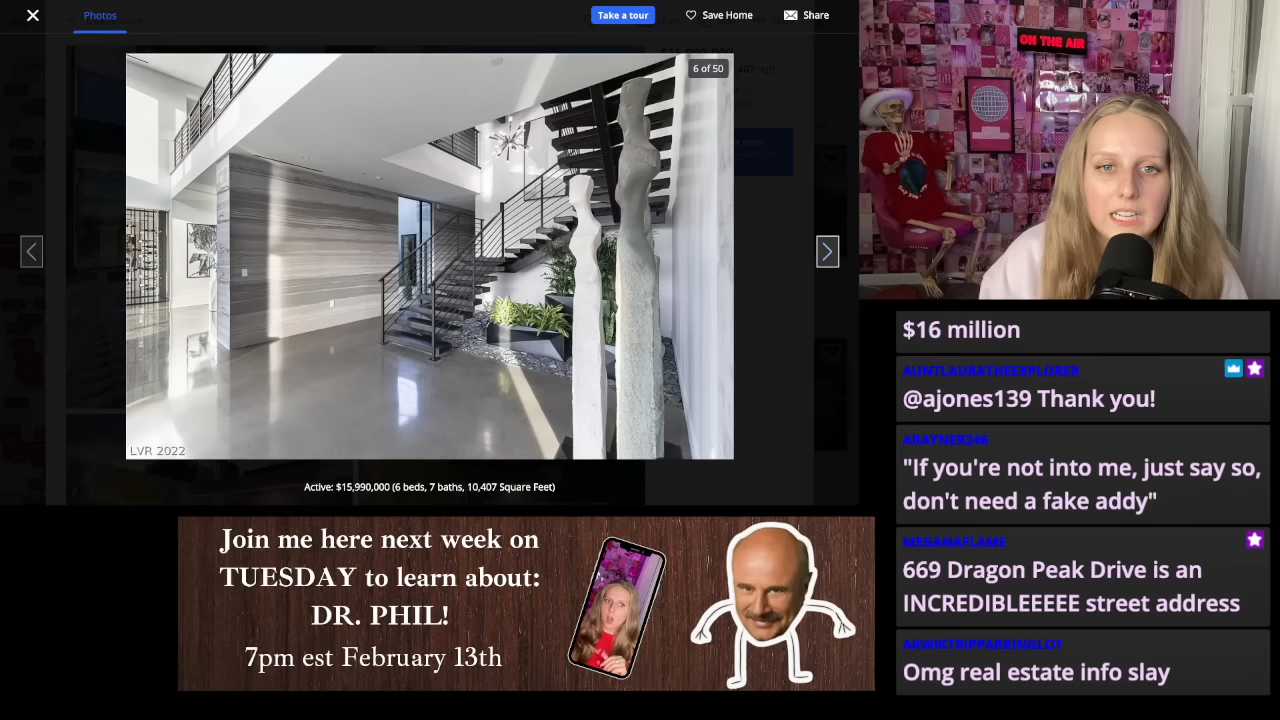 Photos
Take a tour
Save Home
Share
6 of 50
ON THE AIR
LVR 2022
Active: $15,990,000 (6 beds, 7 baths, 10,407 Square Feet)
$16 million
AUNTLAURATHEEXPLORER
@ajones139 Thank you!
ARAYNER246
"If you're not into me, just say so,
don't need a fake addy"
MEGANAFLAME
669 Dragon Peak Drive is an
INCREDIBLEEEEE street address
AKWIKTRIPPARKINGLOT
Omg real estate info slay
Join me here next week on
TUESDAY to learn about:
DR. PHIL!
7pm est February 13th